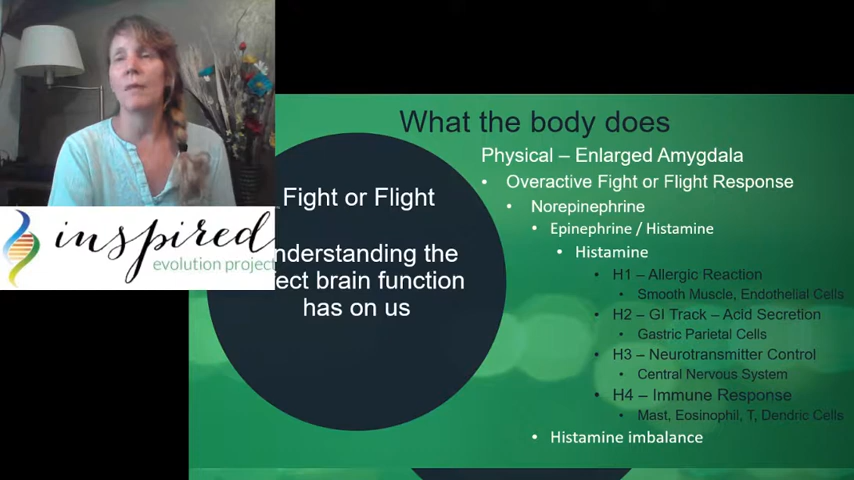 inspired
evolution project
Fight or Flight
nderstanding the
ect brain function
has on us
What the body does
Physical – Enlarged Amygdala
• Overactive Fight or Flight Response
• Norepinephrine
• Epinephrine / Histamine
• Histamine
• H1 – Allergic Reaction
• Smooth Muscle, Endothelial Cells
• H2 – GI Track – Acid Secretion
• Gastric Parietal Cells
• H3 – Neurotransmitter Control
• Central Nervous System
• H4 – Immune Response
• Mast, Eosinophil, T, Dendric Cells
• Histamine imbalance